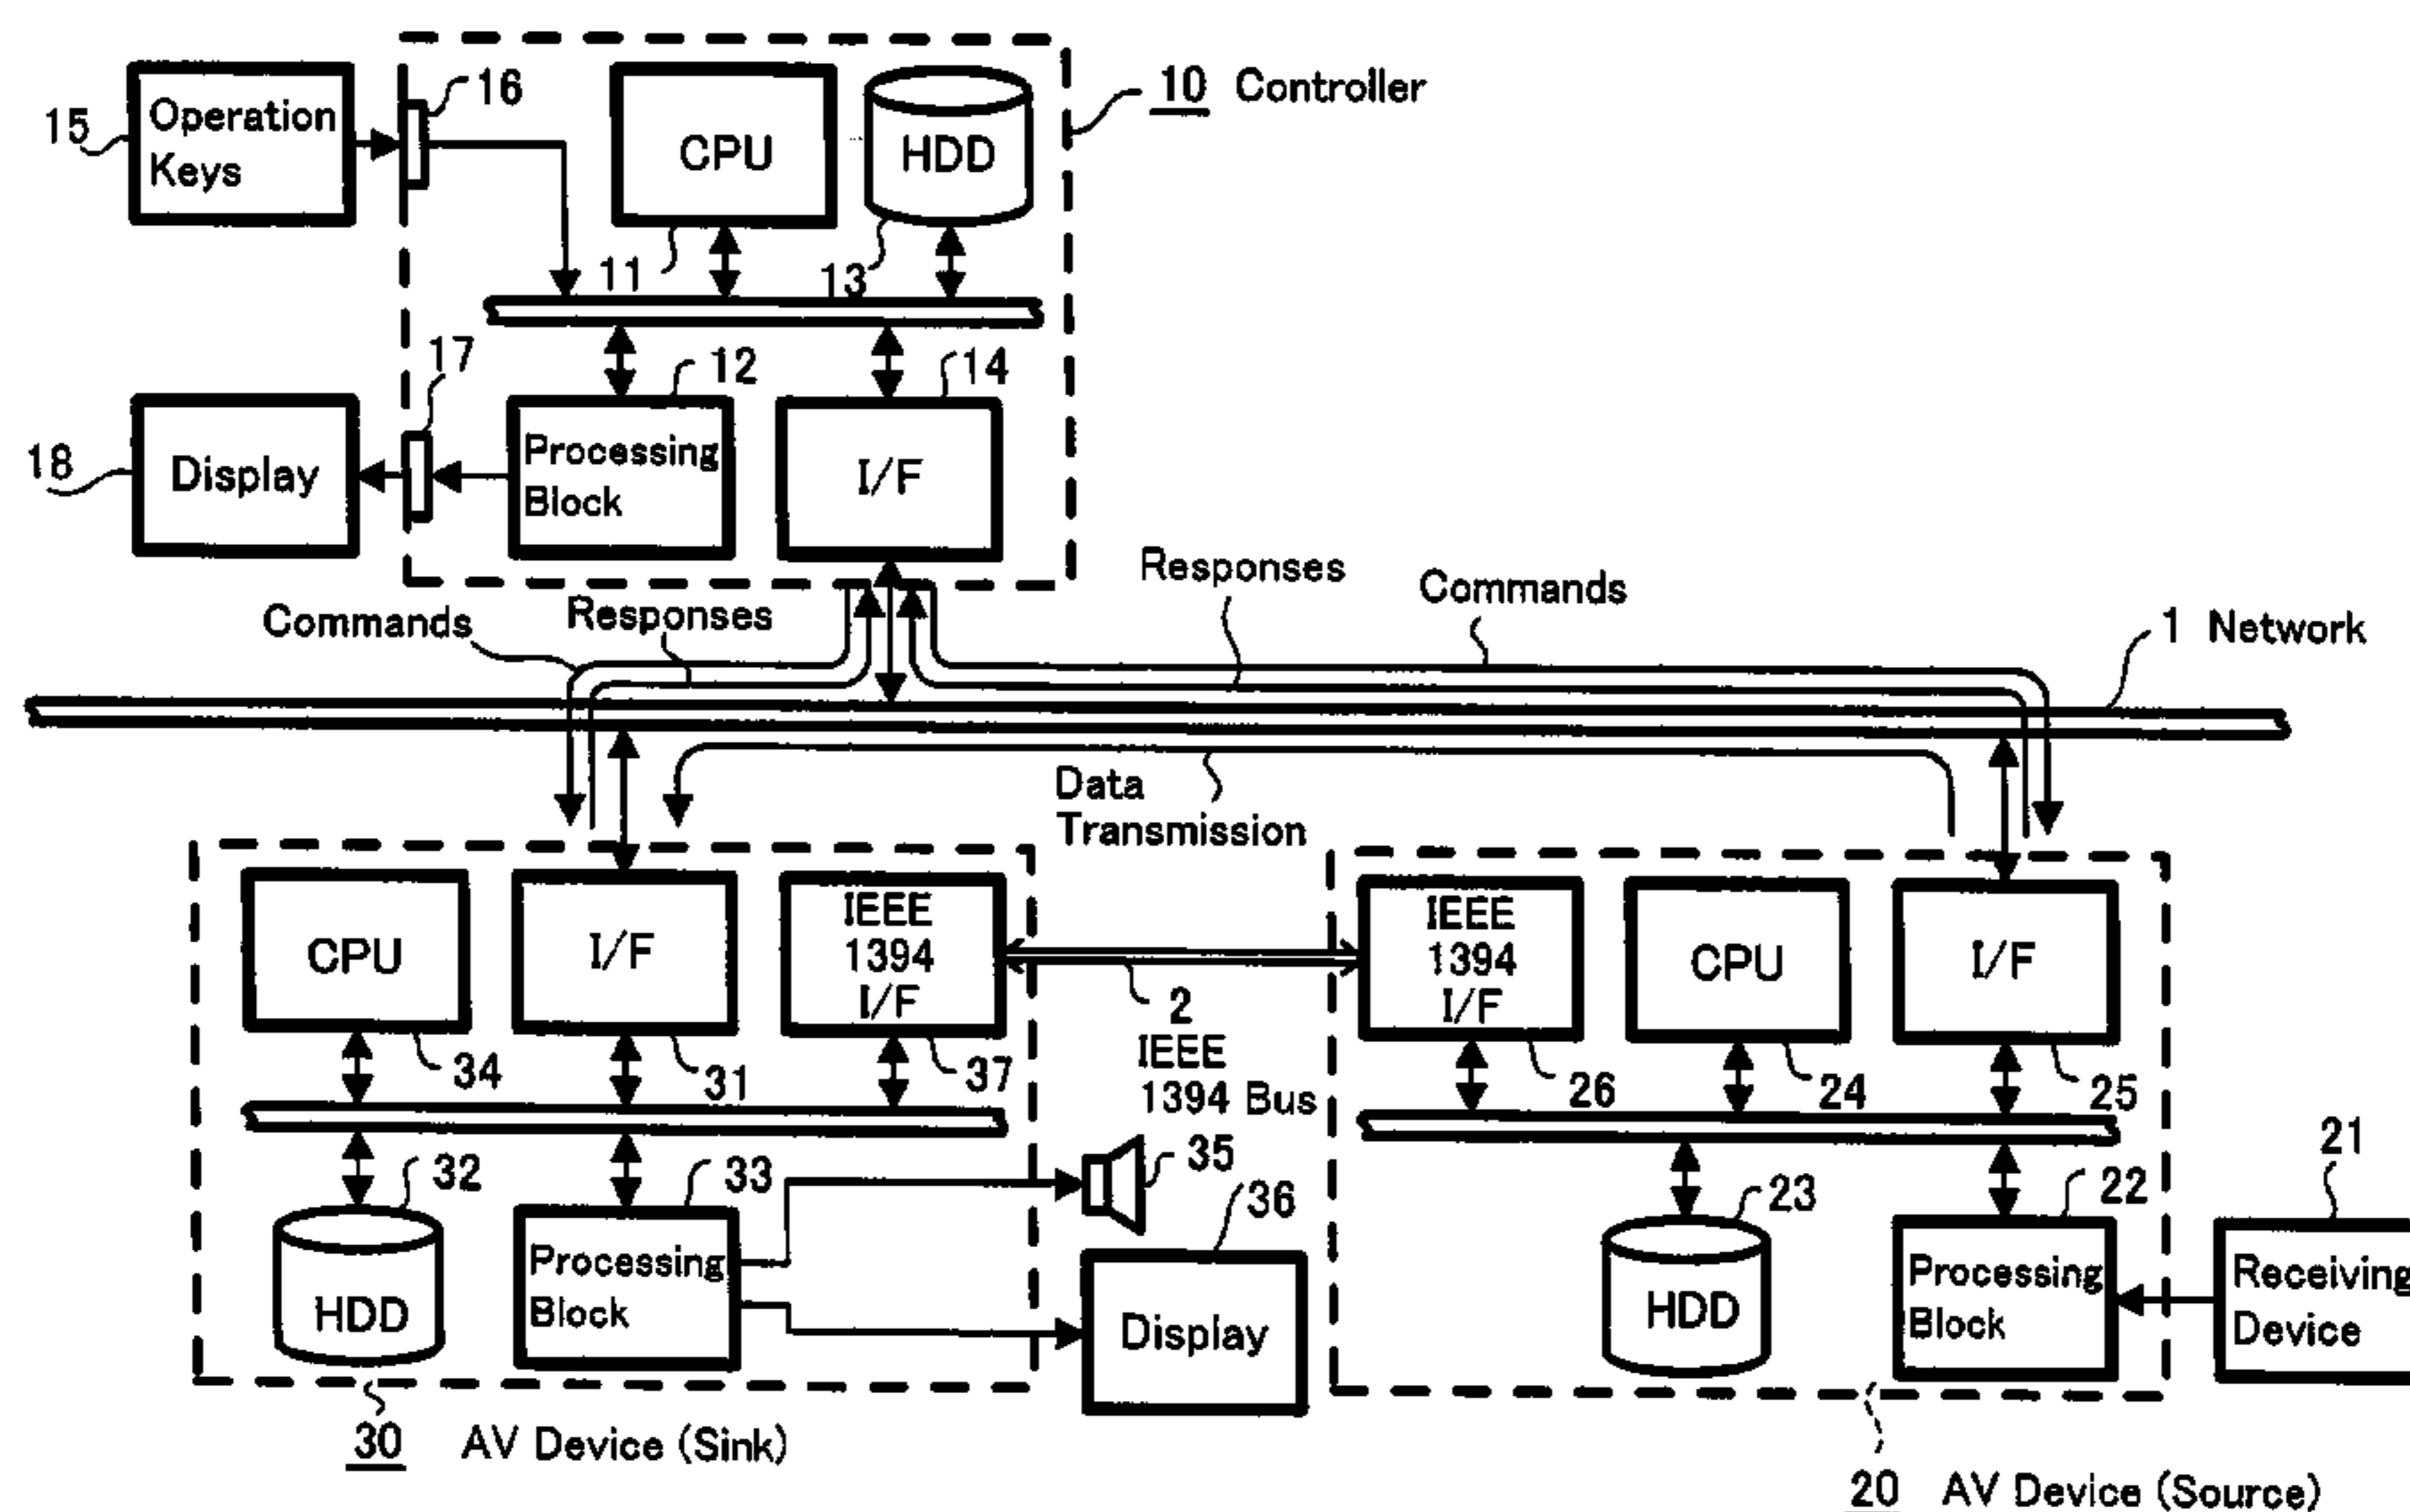 16
10 Controller
15
Operation
Keys
CPU
HDD
11
13
17
12
14
18
Display
Processing
Block
I/F
Responses
Commands
Commands
Responses
1 Network
Data
Transmission
CPU
I/F
IEEE
1394
I/F
IEEE
1394
I/F
CPU
I/F
2
IEEE
1394 Bus
34
31
37
26
24
25
21
35
32
33
36
23
22
HDD
Processing
Block
Display
HDD
Processing
Block
Receiving
Device
30 AV Device (Sink)
20 AV Device (Source)